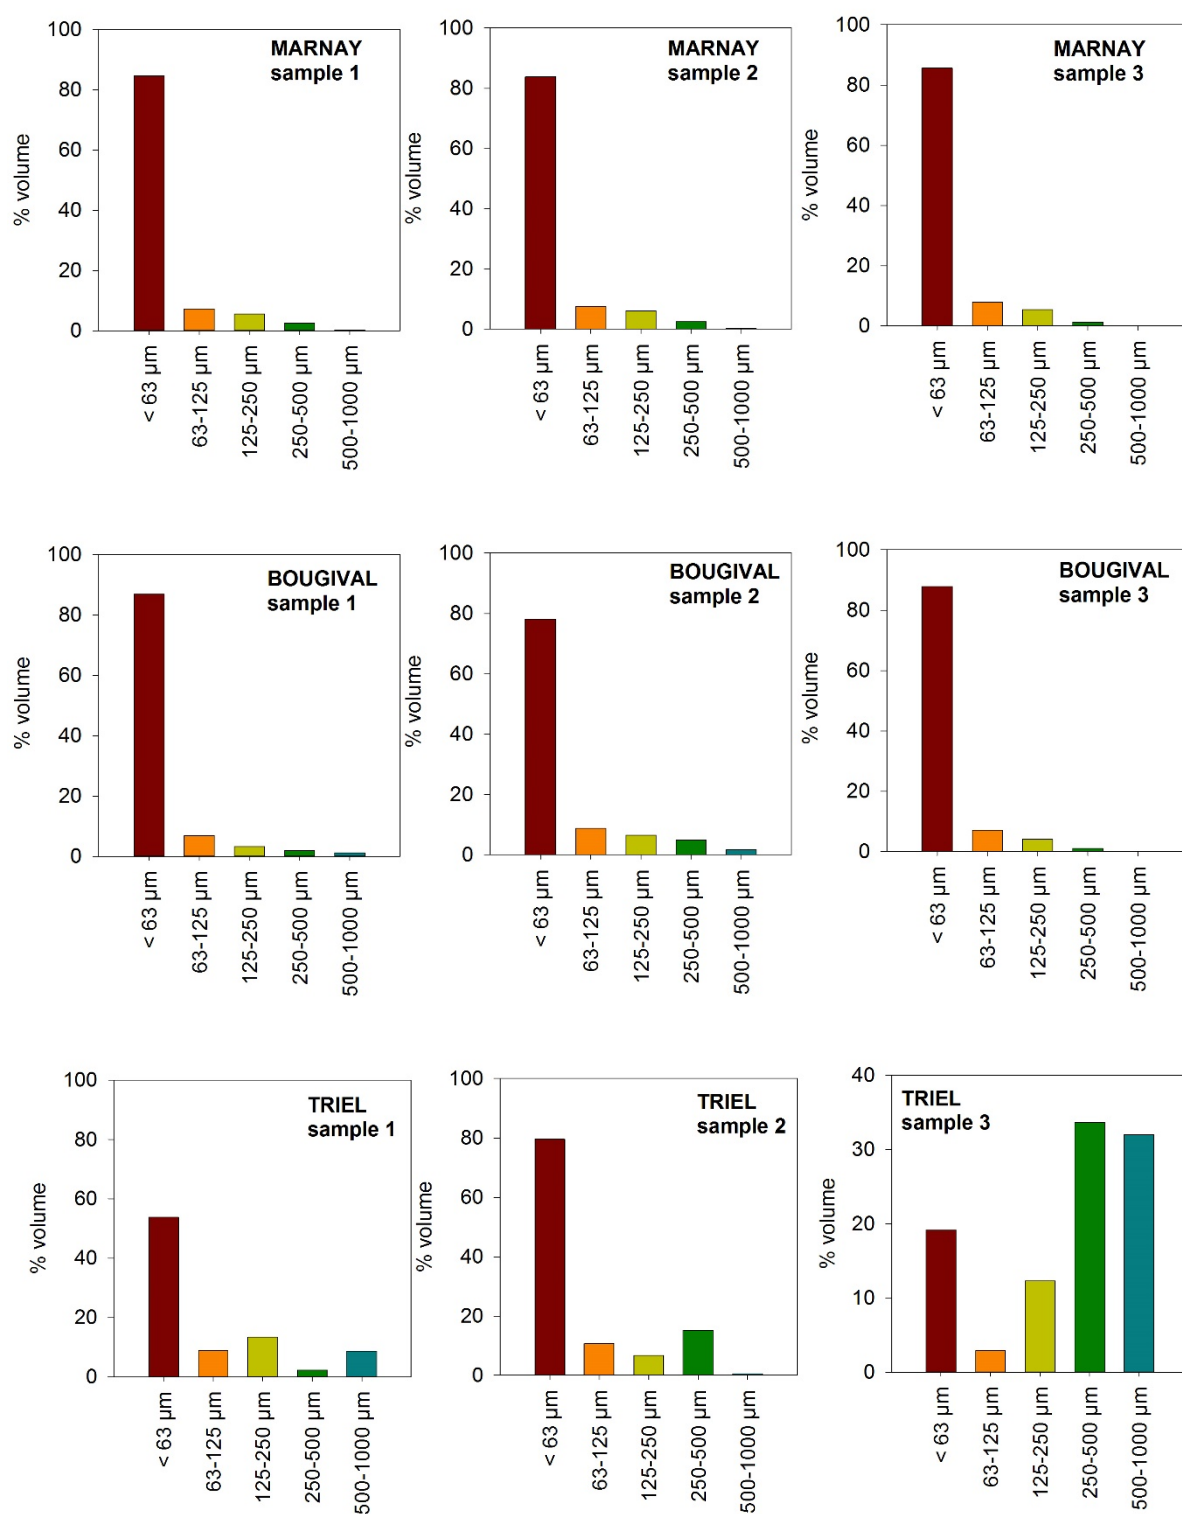 MARNAY
sample 1
% volume
100
80
60
40
20
0
< 63 µm
63-125 µm
125-250 µm
250-500 µm
500-1000 µm
MARNAY
sample 2
% volume
100
80
60
40
20
0
< 63 µm
63-125 µm
125-250 µm
250-500 µm
500-1000 µm
MARNAY
sample 3
% volume
100
80
60
40
20
0
< 63 µm
63-125 µm
125-250 µm
250-500 µm
500-1000 µm
BOUGIVAL
sample 1
% volume
100
80
60
40
20
0
< 63 µm
63-125 µm
125-250 µm
250-500 µm
500-1000 µm
BOUGIVAL
sample 2
% volume
100
80
60
40
20
0
< 63 µm
63-125 µm
125-250 µm
250-500 µm
500-1000 µm
BOUGIVAL
sample 3
% volume
100
80
60
40
20
0
< 63 µm
63-125 µm
125-250 µm
250-500 µm
500-1000 µm
TRIEL
sample 1
% volume
100
80
60
40
20
0
< 63 µm
63-125 µm
125-250 µm
250-500 µm
500-1000 µm
TRIEL
sample 2
% volume
100
80
60
40
20
0
< 63 µm
63-125 µm
125-250 µm
250-500 µm
500-1000 µm
TRIEL
sample 3
% volume
40
30
20
10
0
< 63 µm
63-125 µm
125-250 µm
250-500 µm
500-1000 µm